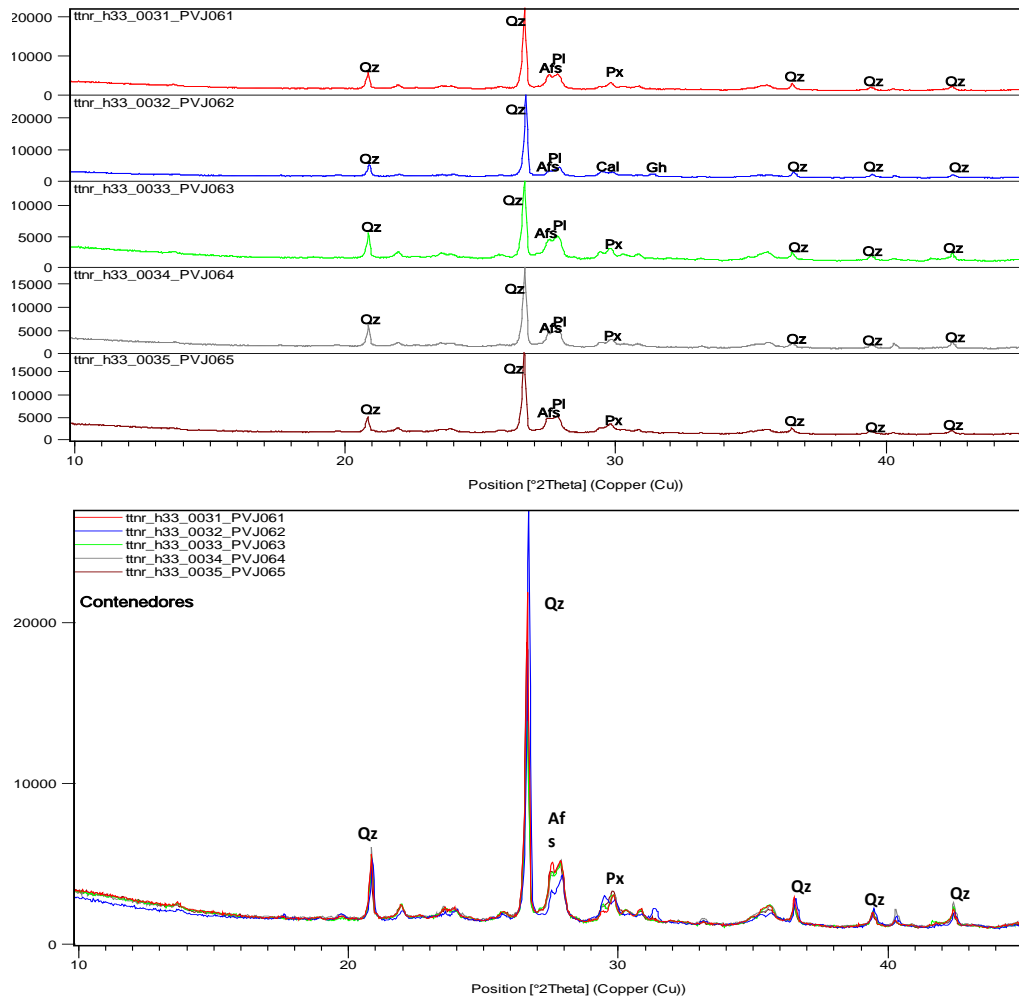 ttnr_h33_0031_PVJ061
20000
10000
0
Qz Qz Afs Pl Px Qz Qz Qz
ttnr_h33_0032_PVJ062
20000
10000
0
Qz Qz Afs Pl Cal Gh Qz Qz Qz
ttnr_h33_0033_PVJ063
10000
5000
0
Qz Qz Afs Pl Px Qz Qz Qz
ttnr_h33_0034_PVJ064
15000
10000
5000
0
Qz Qz Afs Pl Px Qz Qz Qz
ttnr_h33_0035_PVJ065
15000
10000
5000
0
Qz Qz Afs Pl Px Qz Qz Qz
10 20 30 40
Position [°2Theta] (Copper (Cu))
ttnr_h33_0031_PVJ061
ttnr_h33_0032_PVJ062
ttnr_h33_0033_PVJ063
ttnr_h33_0034_PVJ064
ttnr_h33_0035_PVJ065
Contenedores
20000
10000
0
Qz Qz Af
s
Px Qz Qz Qz
10 20 30 40
Position [°2Theta] (Copper (Cu))